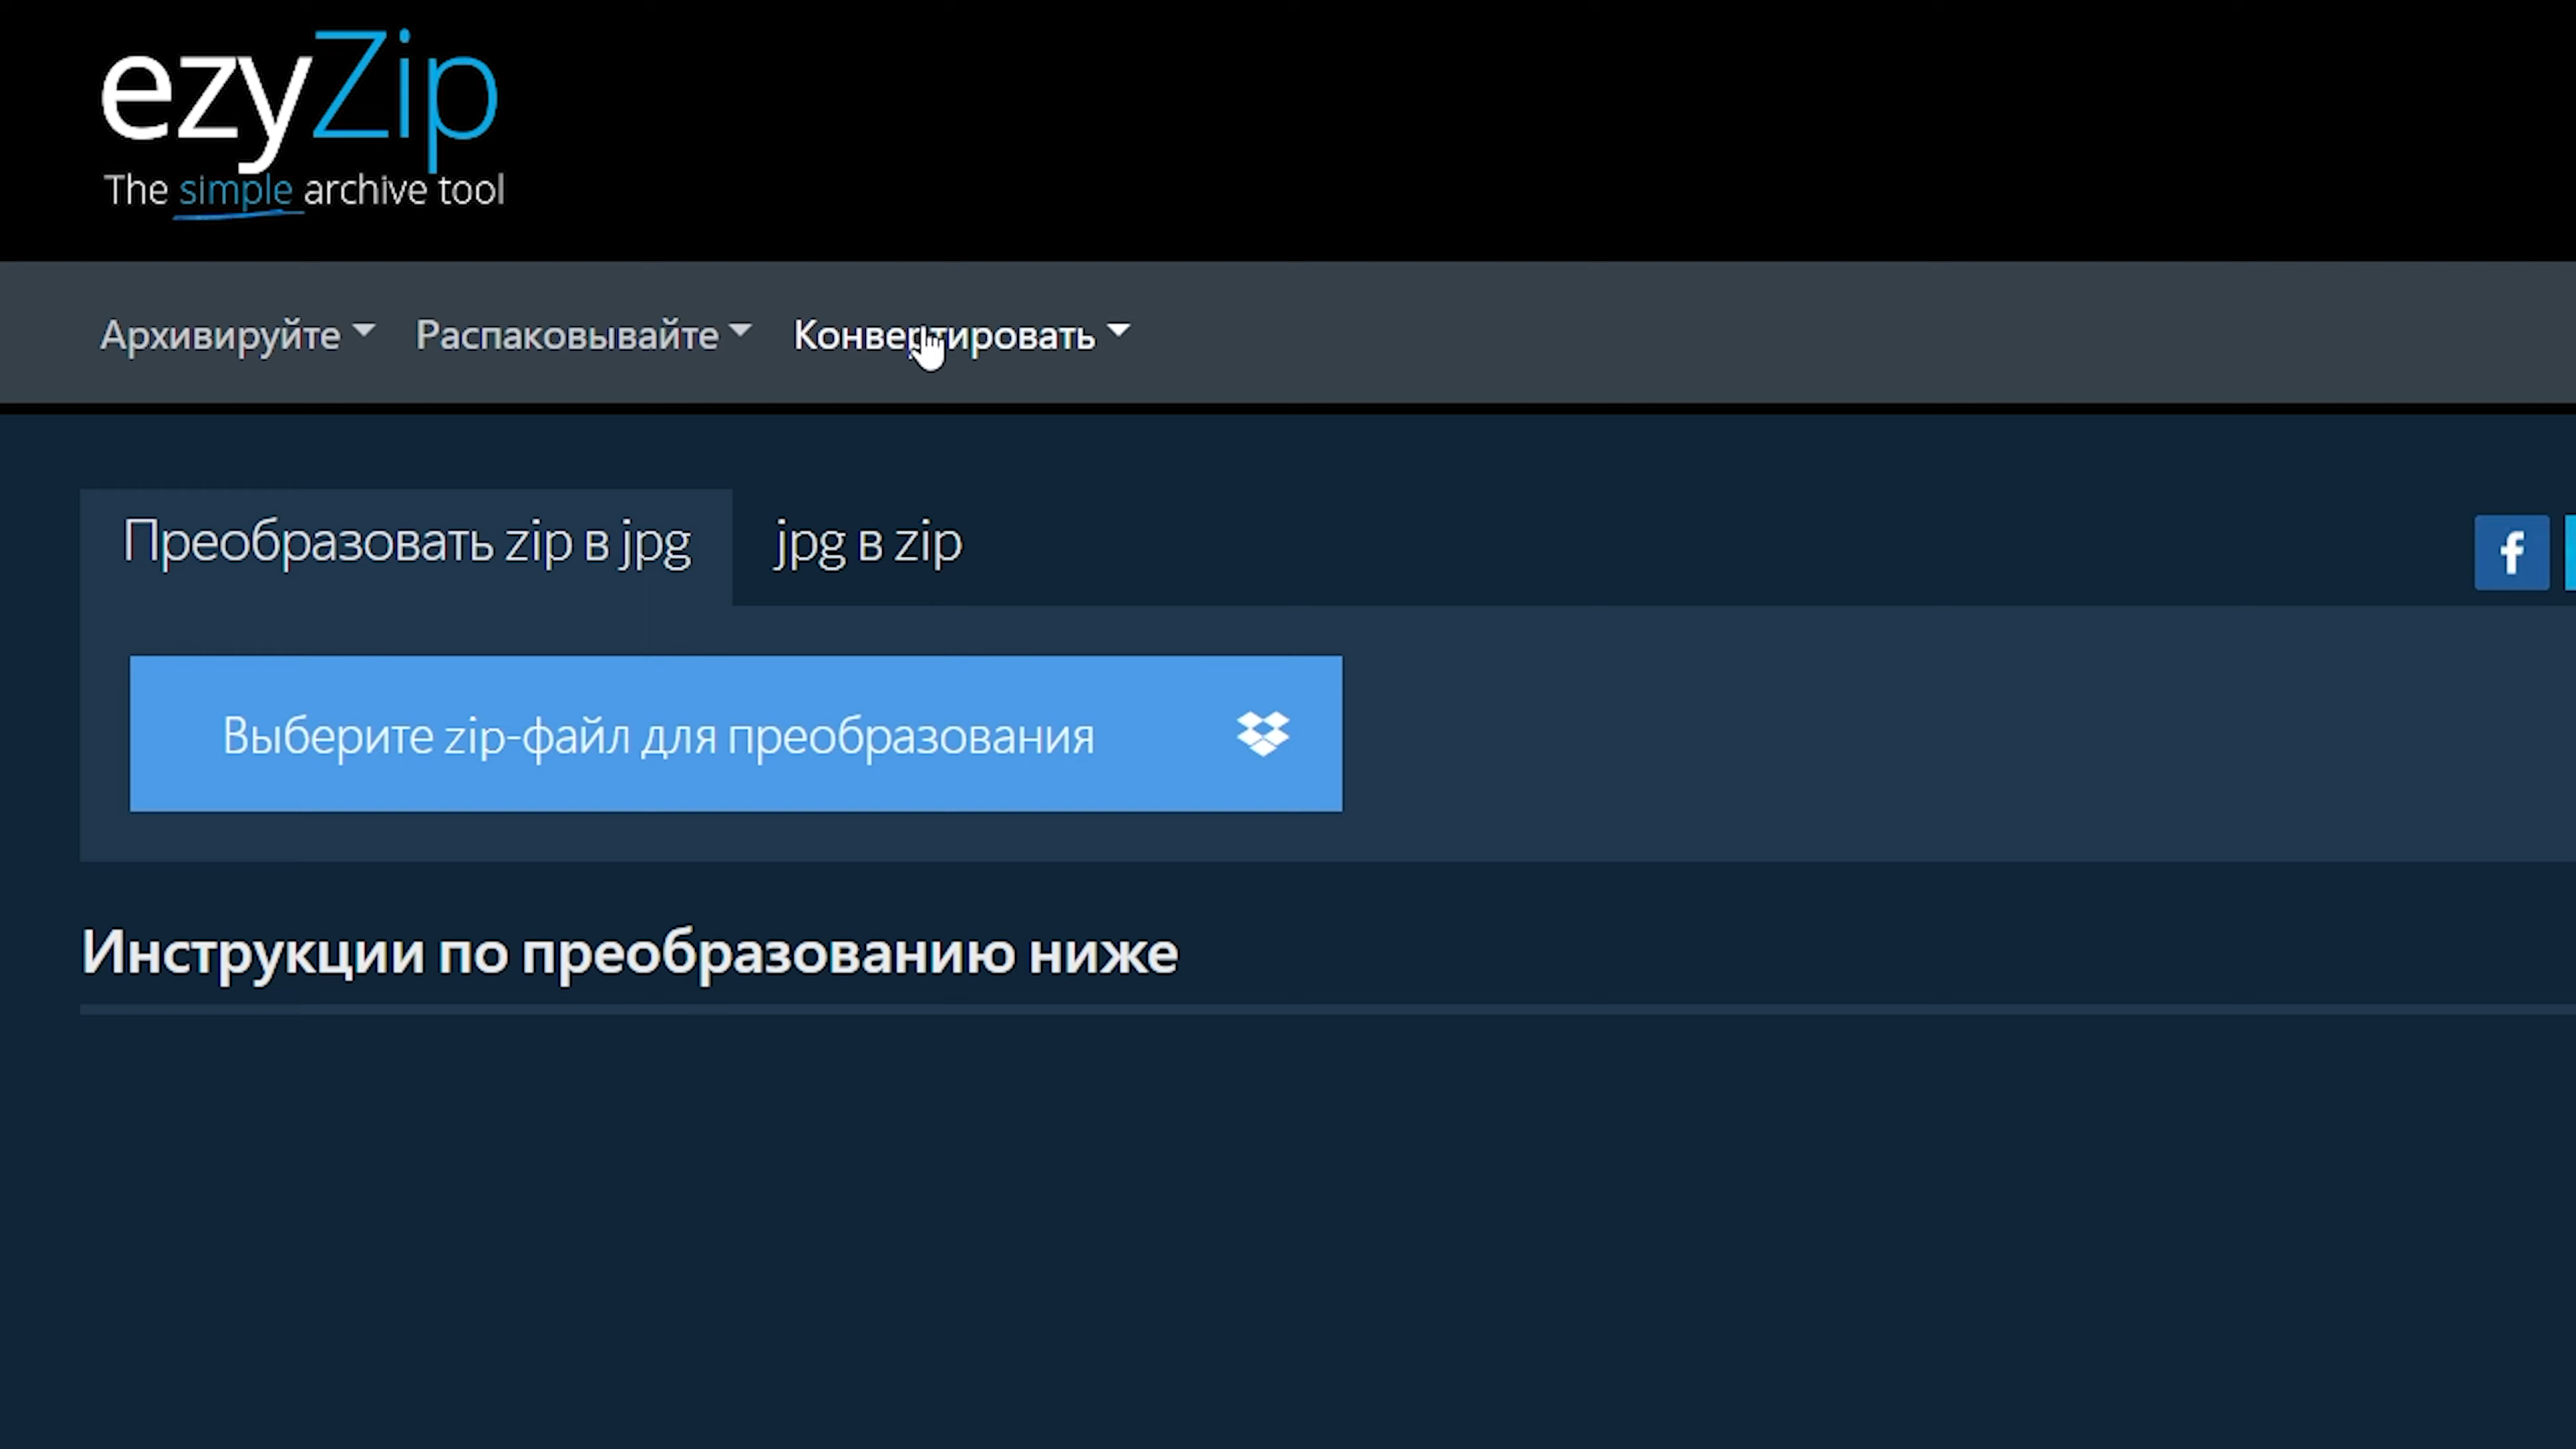 ezyZip
The simple archive tool
Архивируйте Распаковывайте Конвертировать
Преобразовать zip в jpg jpg в zip
Выберите zip-файл для преобразования
Инструкции по преобразованию ниже